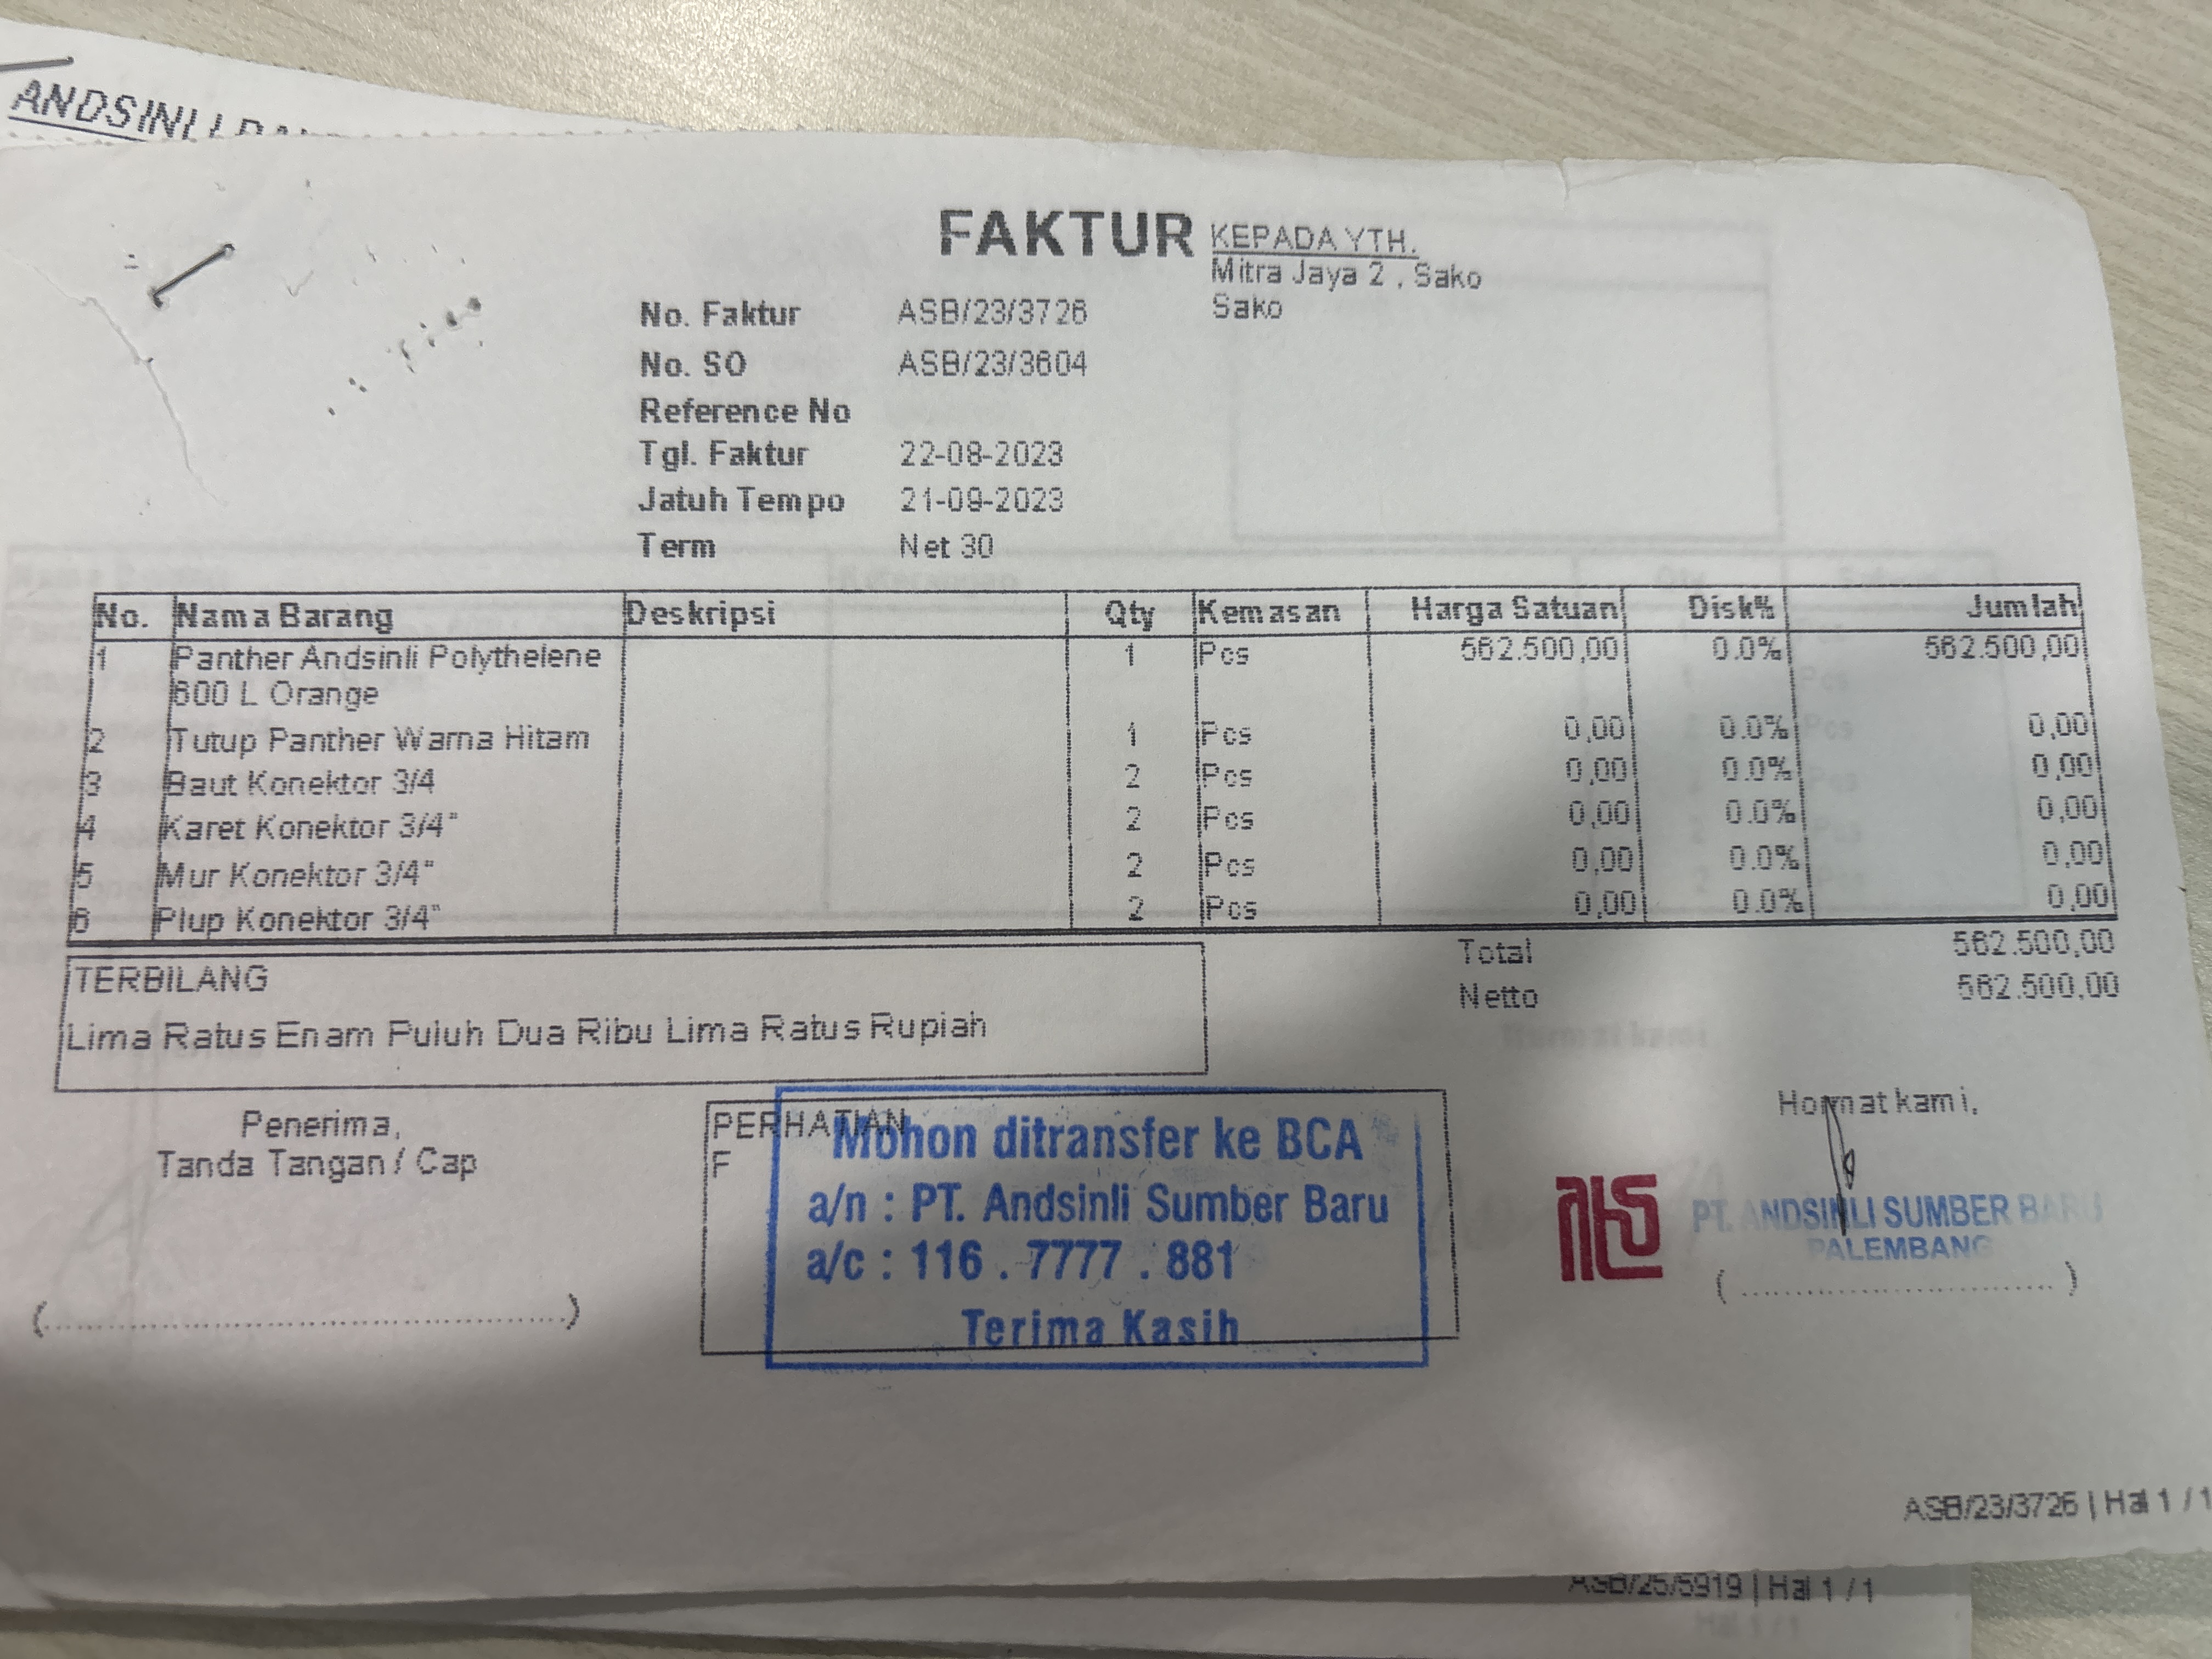 FAKTUR
KEPADA YTH.
Mitra Jaya 2 , Sako
Sako
No. Faktur ASB/23/3726
No. SO ASB/23/3604
Reference No
Tgl. Faktur 22-08-2023
Jatuh Tempo 21-09-2023
Term Net 30
No. Nama Barang Deskripsi Qty Kemasan Harga Satuan Disk% Jumlah
1 Panther Andsinli Polythelene 1 Pcs 562.500,00 0.0% 562.500,00
600 L Orange
2 Tutup Panther Warna Hitam 1 Pcs 0,00 0.0% 0,00
3 Baut Konektor 3/4 2 Pcs 0,00 0.0% 0,00
4 Karet Konektor 3/4" 2 Pcs 0,00 0.0% 0,00
5 Mur Konektor 3/4" 2 Pcs 0,00 0.0% 0,00
6 Plup Konektor 3/4" 2 Pcs 0,00 0.0% 0,00
Total 562.500,00
Netto 562.500,00
TERBILANG
Lima Ratus Enam Puluh Dua Ribu Lima Ratus Rupiah
Penerima,
Tanda Tangan / Cap
(..................................................)
PERHATIAN
F
Mohon ditransfer ke BCA
a/n : PT. Andsinli Sumber Baru
a/c : 116 . 7777 . 881
Terima Kasih
Hormat kami,
PT. ANDSINLI SUMBER BARU
PALEMBANG
(..............................)
ASB/23/3726 | Hal 1 / 1
ASB/25/5919 | Hal 1 / 1
Hal 1 / 1